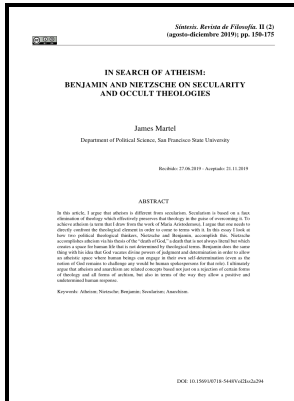 Síntesis. Revista de Filosofía. II (2)
(agosto-diciembre 2019); pp. 150-175
IN SEARCH OF ATHEISM:
BENJAMIN AND NIETZSCHE ON SECULARITY
AND OCCULT THEOLOGIES
James Martel
Department of Political Science, San Francisco State University
Recibido: 27.06.2019 - Aceptado: 21.11.2019
ABSTRACT
In this article, I argue that atheism is different from secularism. Secularism is based on a faux
elimination of theology which effectively perseveres that theology in the guise of overcoming it. To
achieve atheism (a term that I draw from the work of Maria Aristodemou), I argue that one needs to
directly confront the theological element in order to come to terms with it. In this essay I look at
how two political theological thinkers, Nietzsche and Benjamin, accomplish this. Nietzsche
accomplishes atheism via his thesis of the "death of God," a death that is not always literal but which
creates a space for human life that is not determined by theological terms. Benjamin does the same
thing with his idea that God vacates divine powers of judgment and determination in order to allow
an atheistic space where human beings can engage in their own self-determination (even as the
notion of God remains to challenge any would be human spokespersons for that role). I ultimately
argue that atheism and anarchism are related concepts based not just on a rejection of certain forms
of theology and all forms of archism, but also in terms of the way they allow a positive and
undetermined human response.
Keywords: Atheism; Nietzsche; Benjamin; Secularism; Anarchism.
DOI: 10.15691/0718-5448Vol2Iss2a294